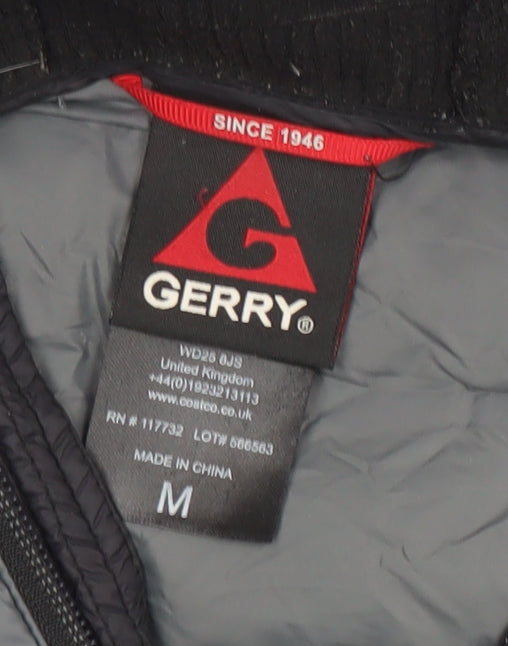 SINCE 1946
G
GERRY®
WD25 8JS
United Kingdom
+44(0)1923213113
www.costco.co.uk
RN # 117732 LOT# 566563
MADE IN CHINA
M